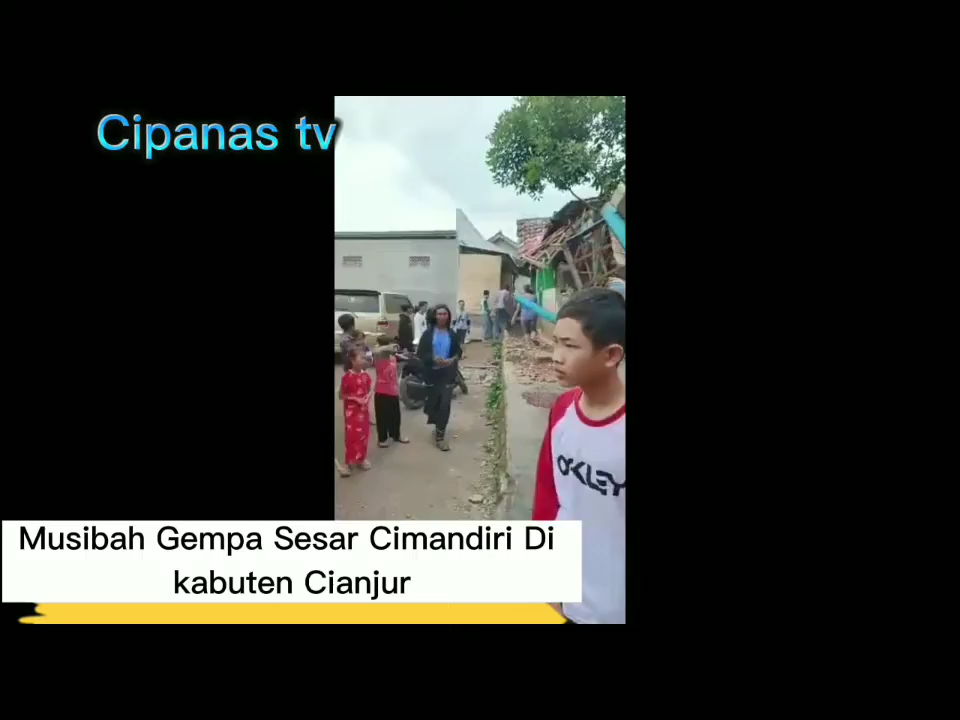 Cipanas tv
OAKLEY
Musibah Gempa Sesar Cimandiri Di
kabuten Cianjur